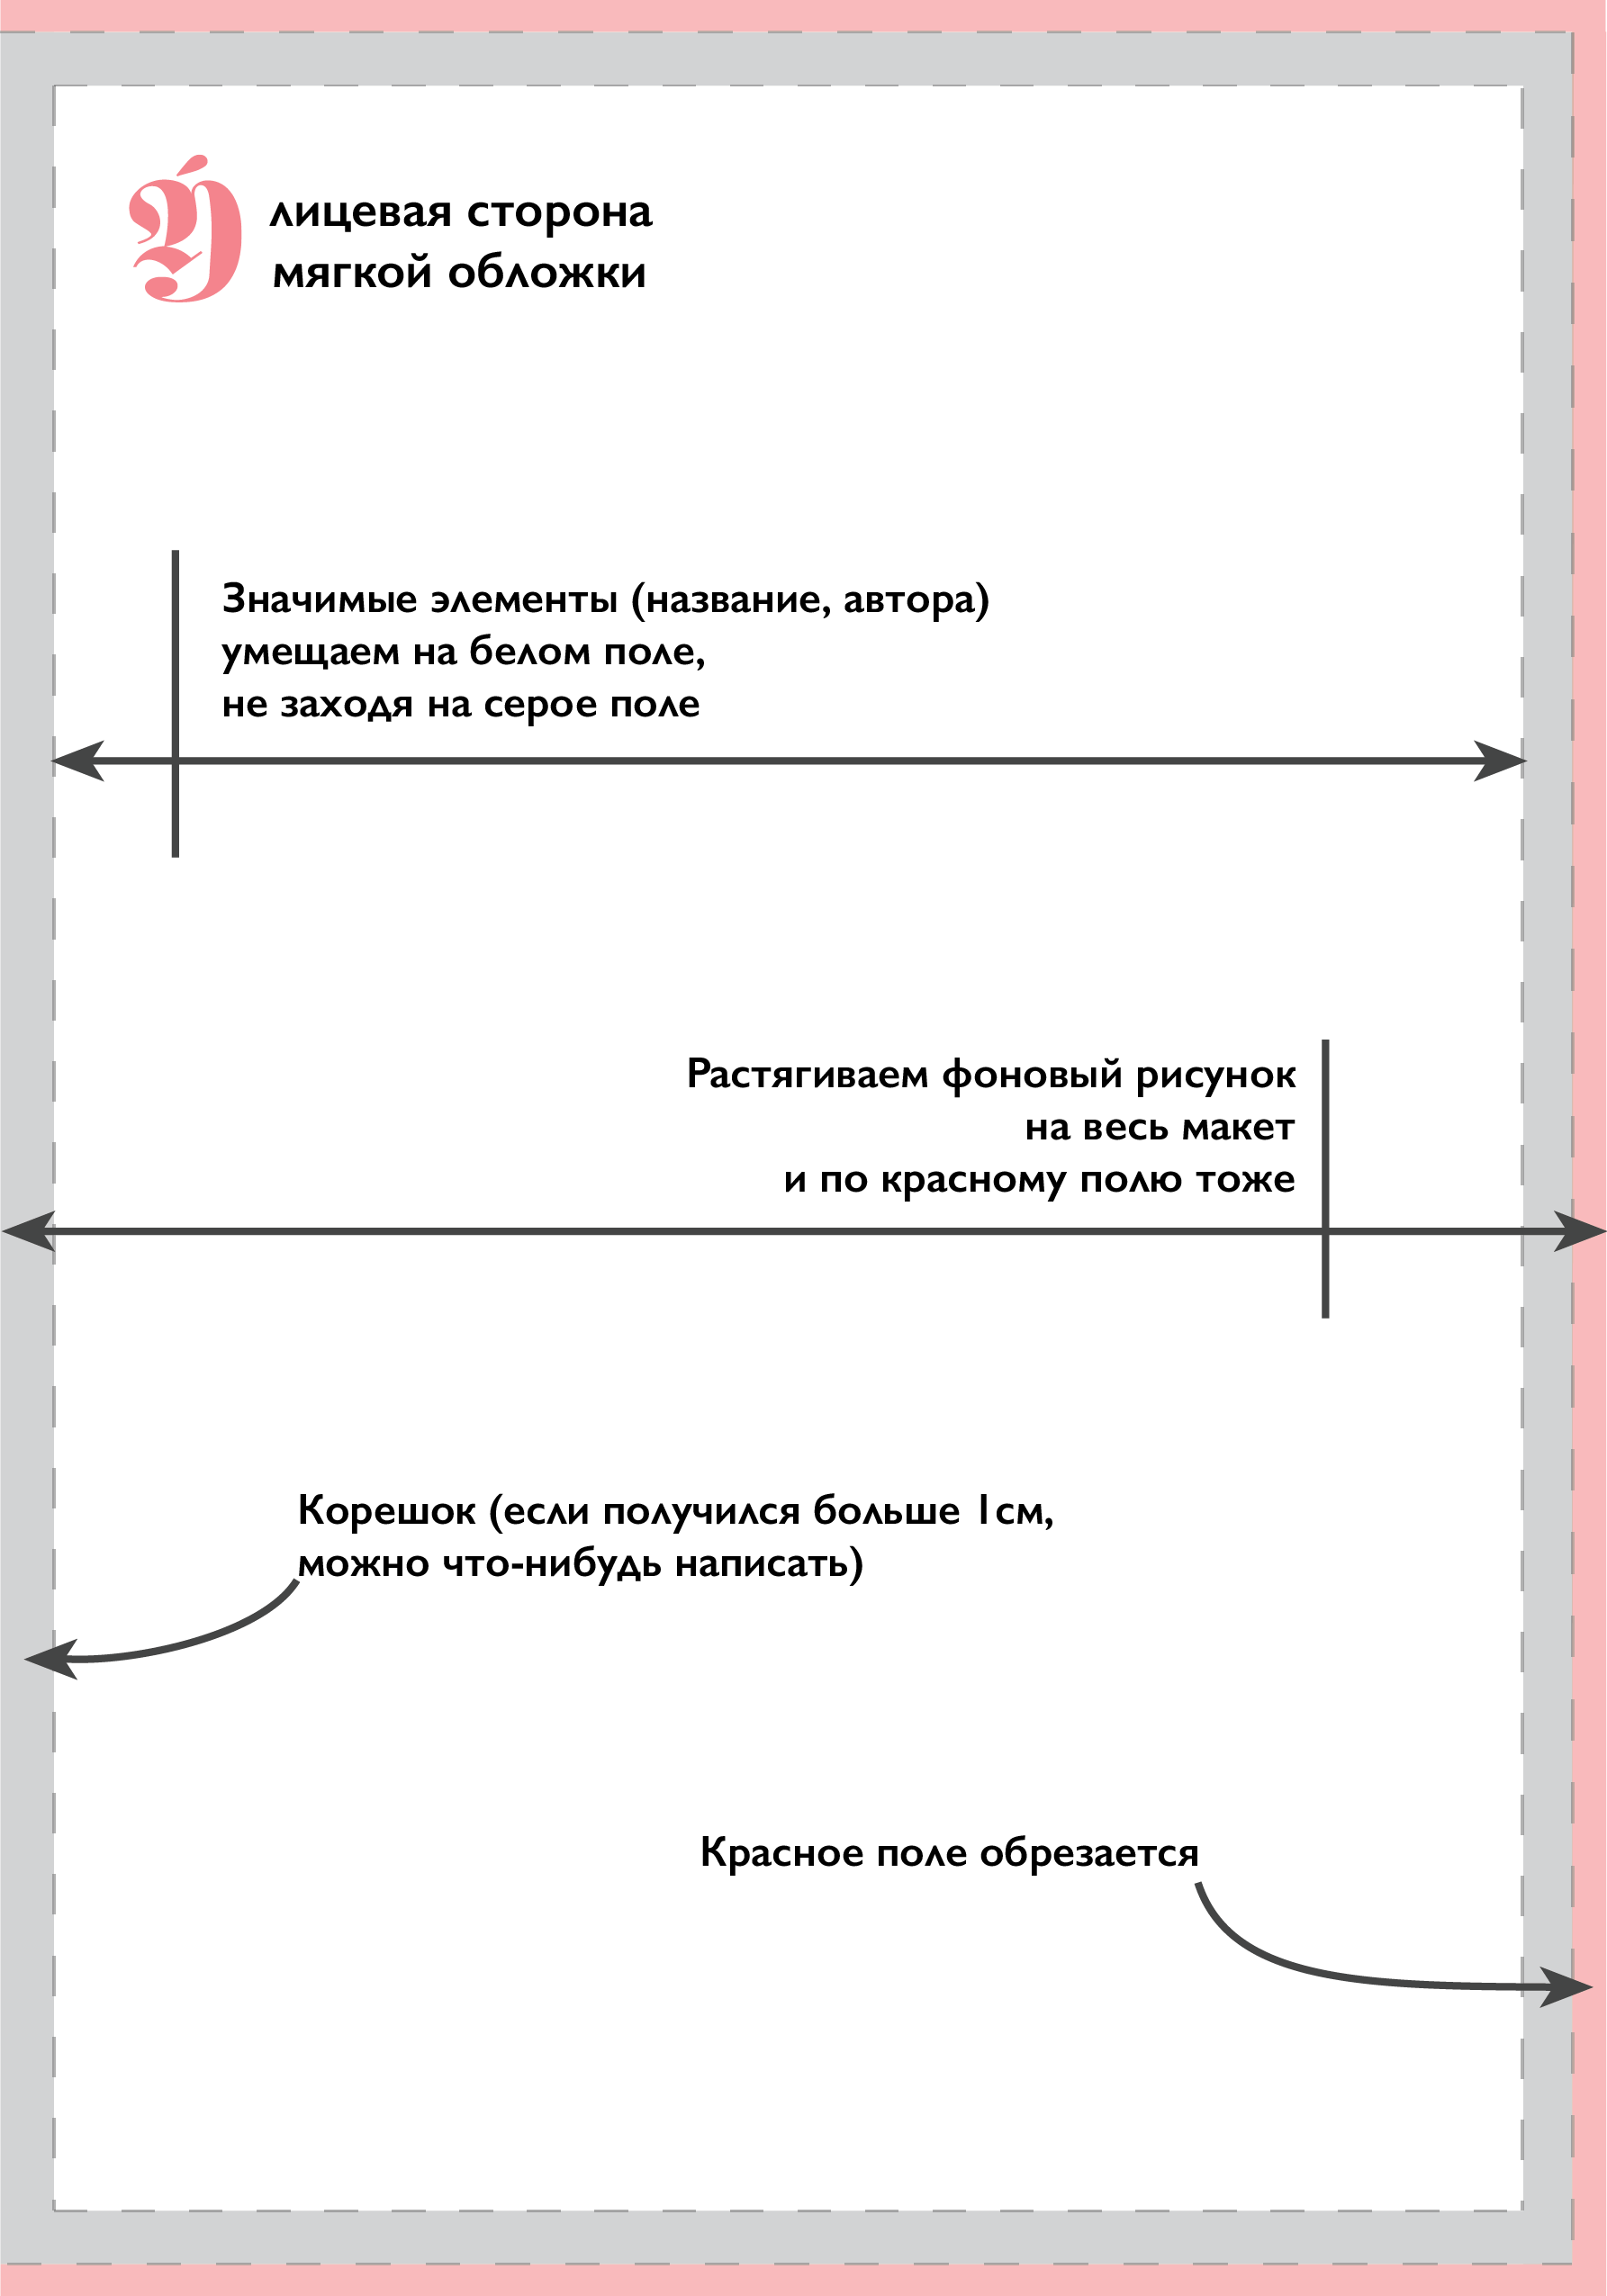 лицевая сторона
мягкой обложки
Значимые элементы (название, автора)
умещаем на белом поле,
не заходя на серое поле
Растягиваем фоновый рисунок
на весь макет
и по красному полю тоже
Корешок (если получился больше 1см,
можно что-нибудь написать)
Красное поле обрезается